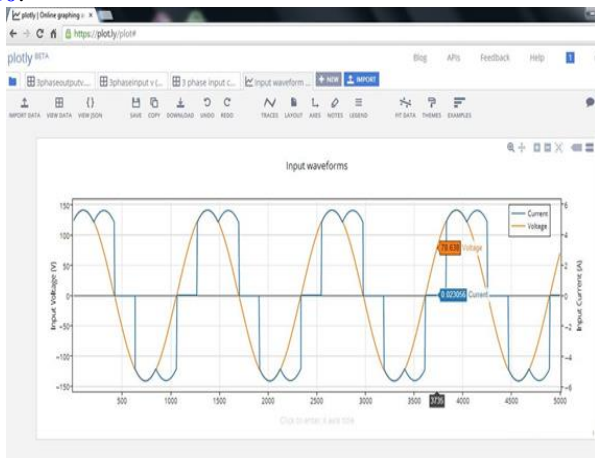 plotly | Online graphing
https://plot.ly/plot#
plotly BETA
Blog APIs Feedback Help 1
3phaseoutputv... 3phaseinput v (... 3 phase input c... input waveform ... + NEW IMPORT
IMPORT DATA VIEW DATA VIEW JSON SAVE COPY DOWNLOAD UNDO REDO TRACES LAYOUT AXES NOTES LEGEND FIT DATA THEMES EXAMPLES
Input waveforms
Current
Voltage
150
100
50
0
−50
−100
−150
6
4
2
0
−2
−4
−6
Input Voltage (V)
Input Current (A)
Voltage
0.023056 Current
500 1000 1500 2000 2500 3000 3500 3735 4000 4500 5000
Click to enter X axis title